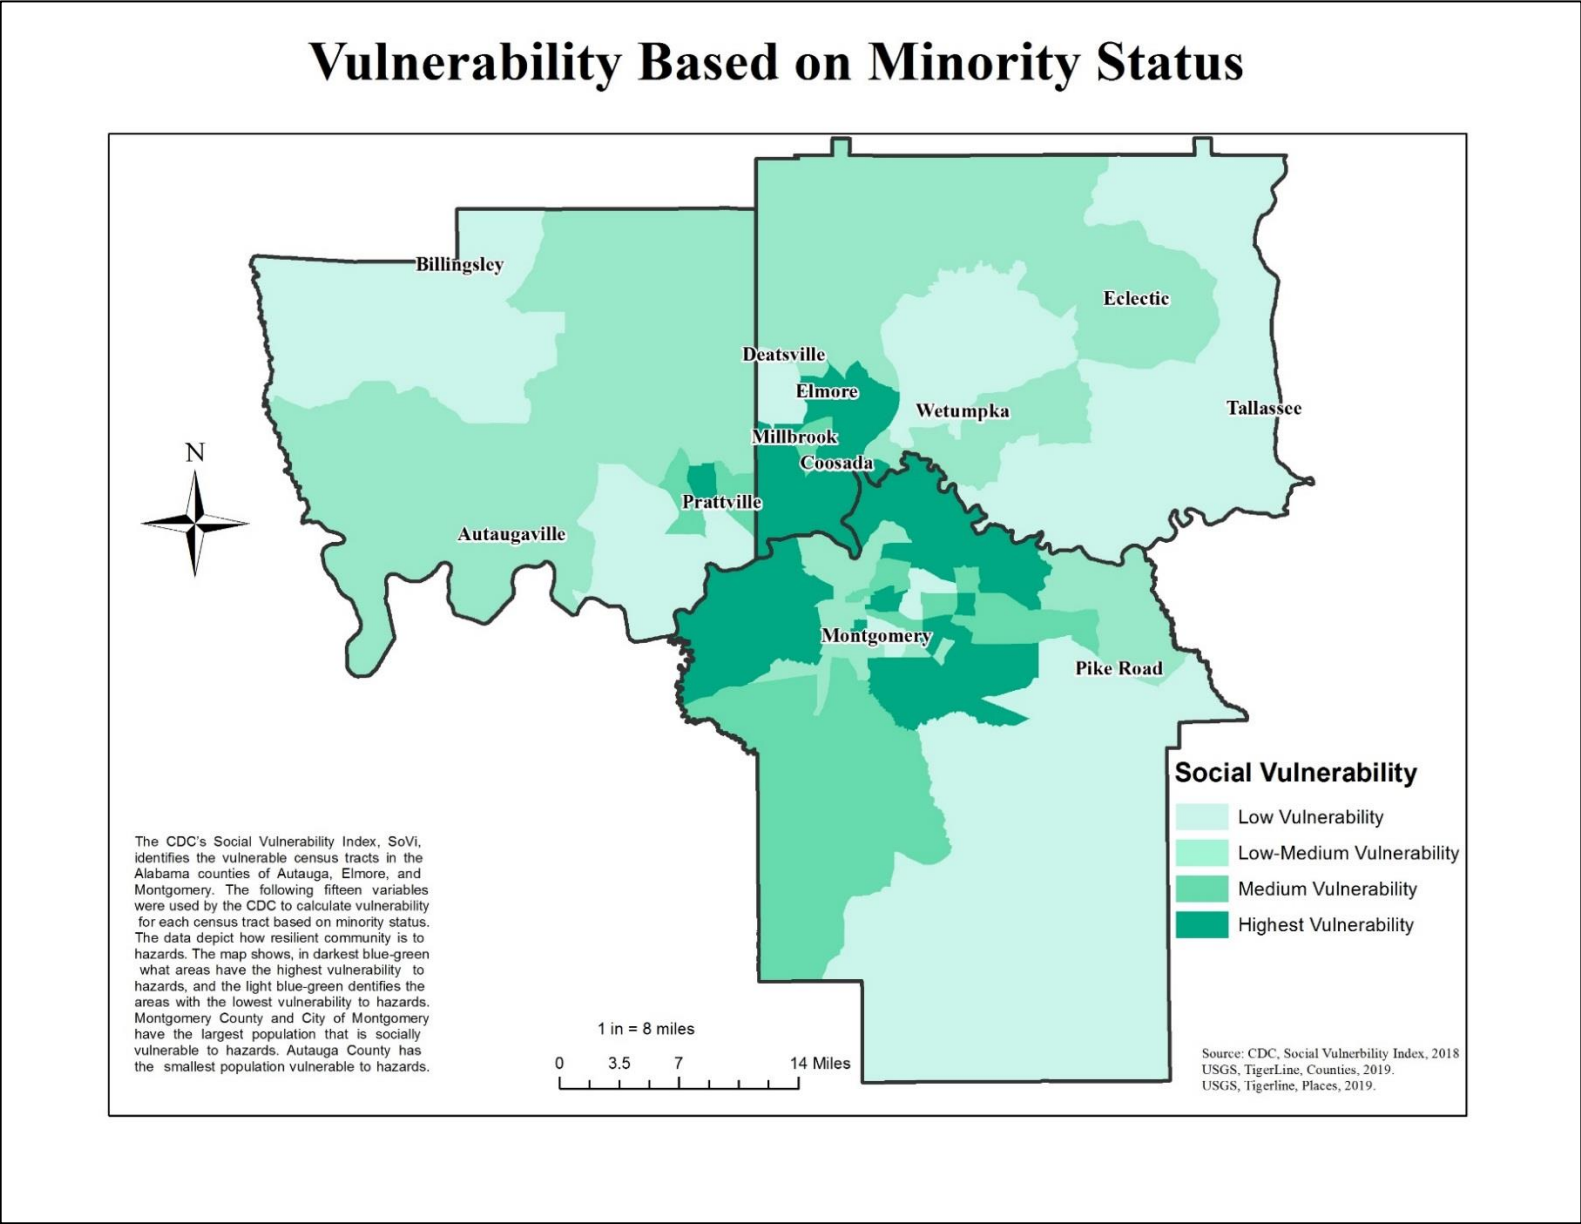 Vulnerability Based on Minority Status
Billingsley
Eclectic
Deatsville
Elmore
Wetumpka
Tallassee
Millbrook
Coosada
N
Prattville
Autaugaville
Montgomery
Pike Road
Social Vulnerability
Low Vulnerability
Low-Medium Vulnerability
Medium Vulnerability
Highest Vulnerability
The CDC's Social Vulnerability Index, SoVi,
identifies the vulnerable census tracts in the
Alabama counties of Autauga, Elmore, and
Montgomery. The following fifteen variables
were used by the CDC to calculate vulnerability
for each census tract based on minority status.
The data depict how resilient community is to
hazards. The map shows, in darkest blue-green
what areas have the highest vulnerability to
hazards, and the light blue-green dentifies the
areas with the lowest vulnerability to hazards.
Montgomery County and City of Montgomery
have the largest population that is socially
vulnerable to hazards. Autauga County has
the smallest population vulnerable to hazards.
1 in = 8 miles
0 3.5 7 14 Miles
Source: CDC, Social Vulnerbility Index, 2018
USGS, TigerLine, Counties, 2019.
USGS, Tigerline, Places, 2019.